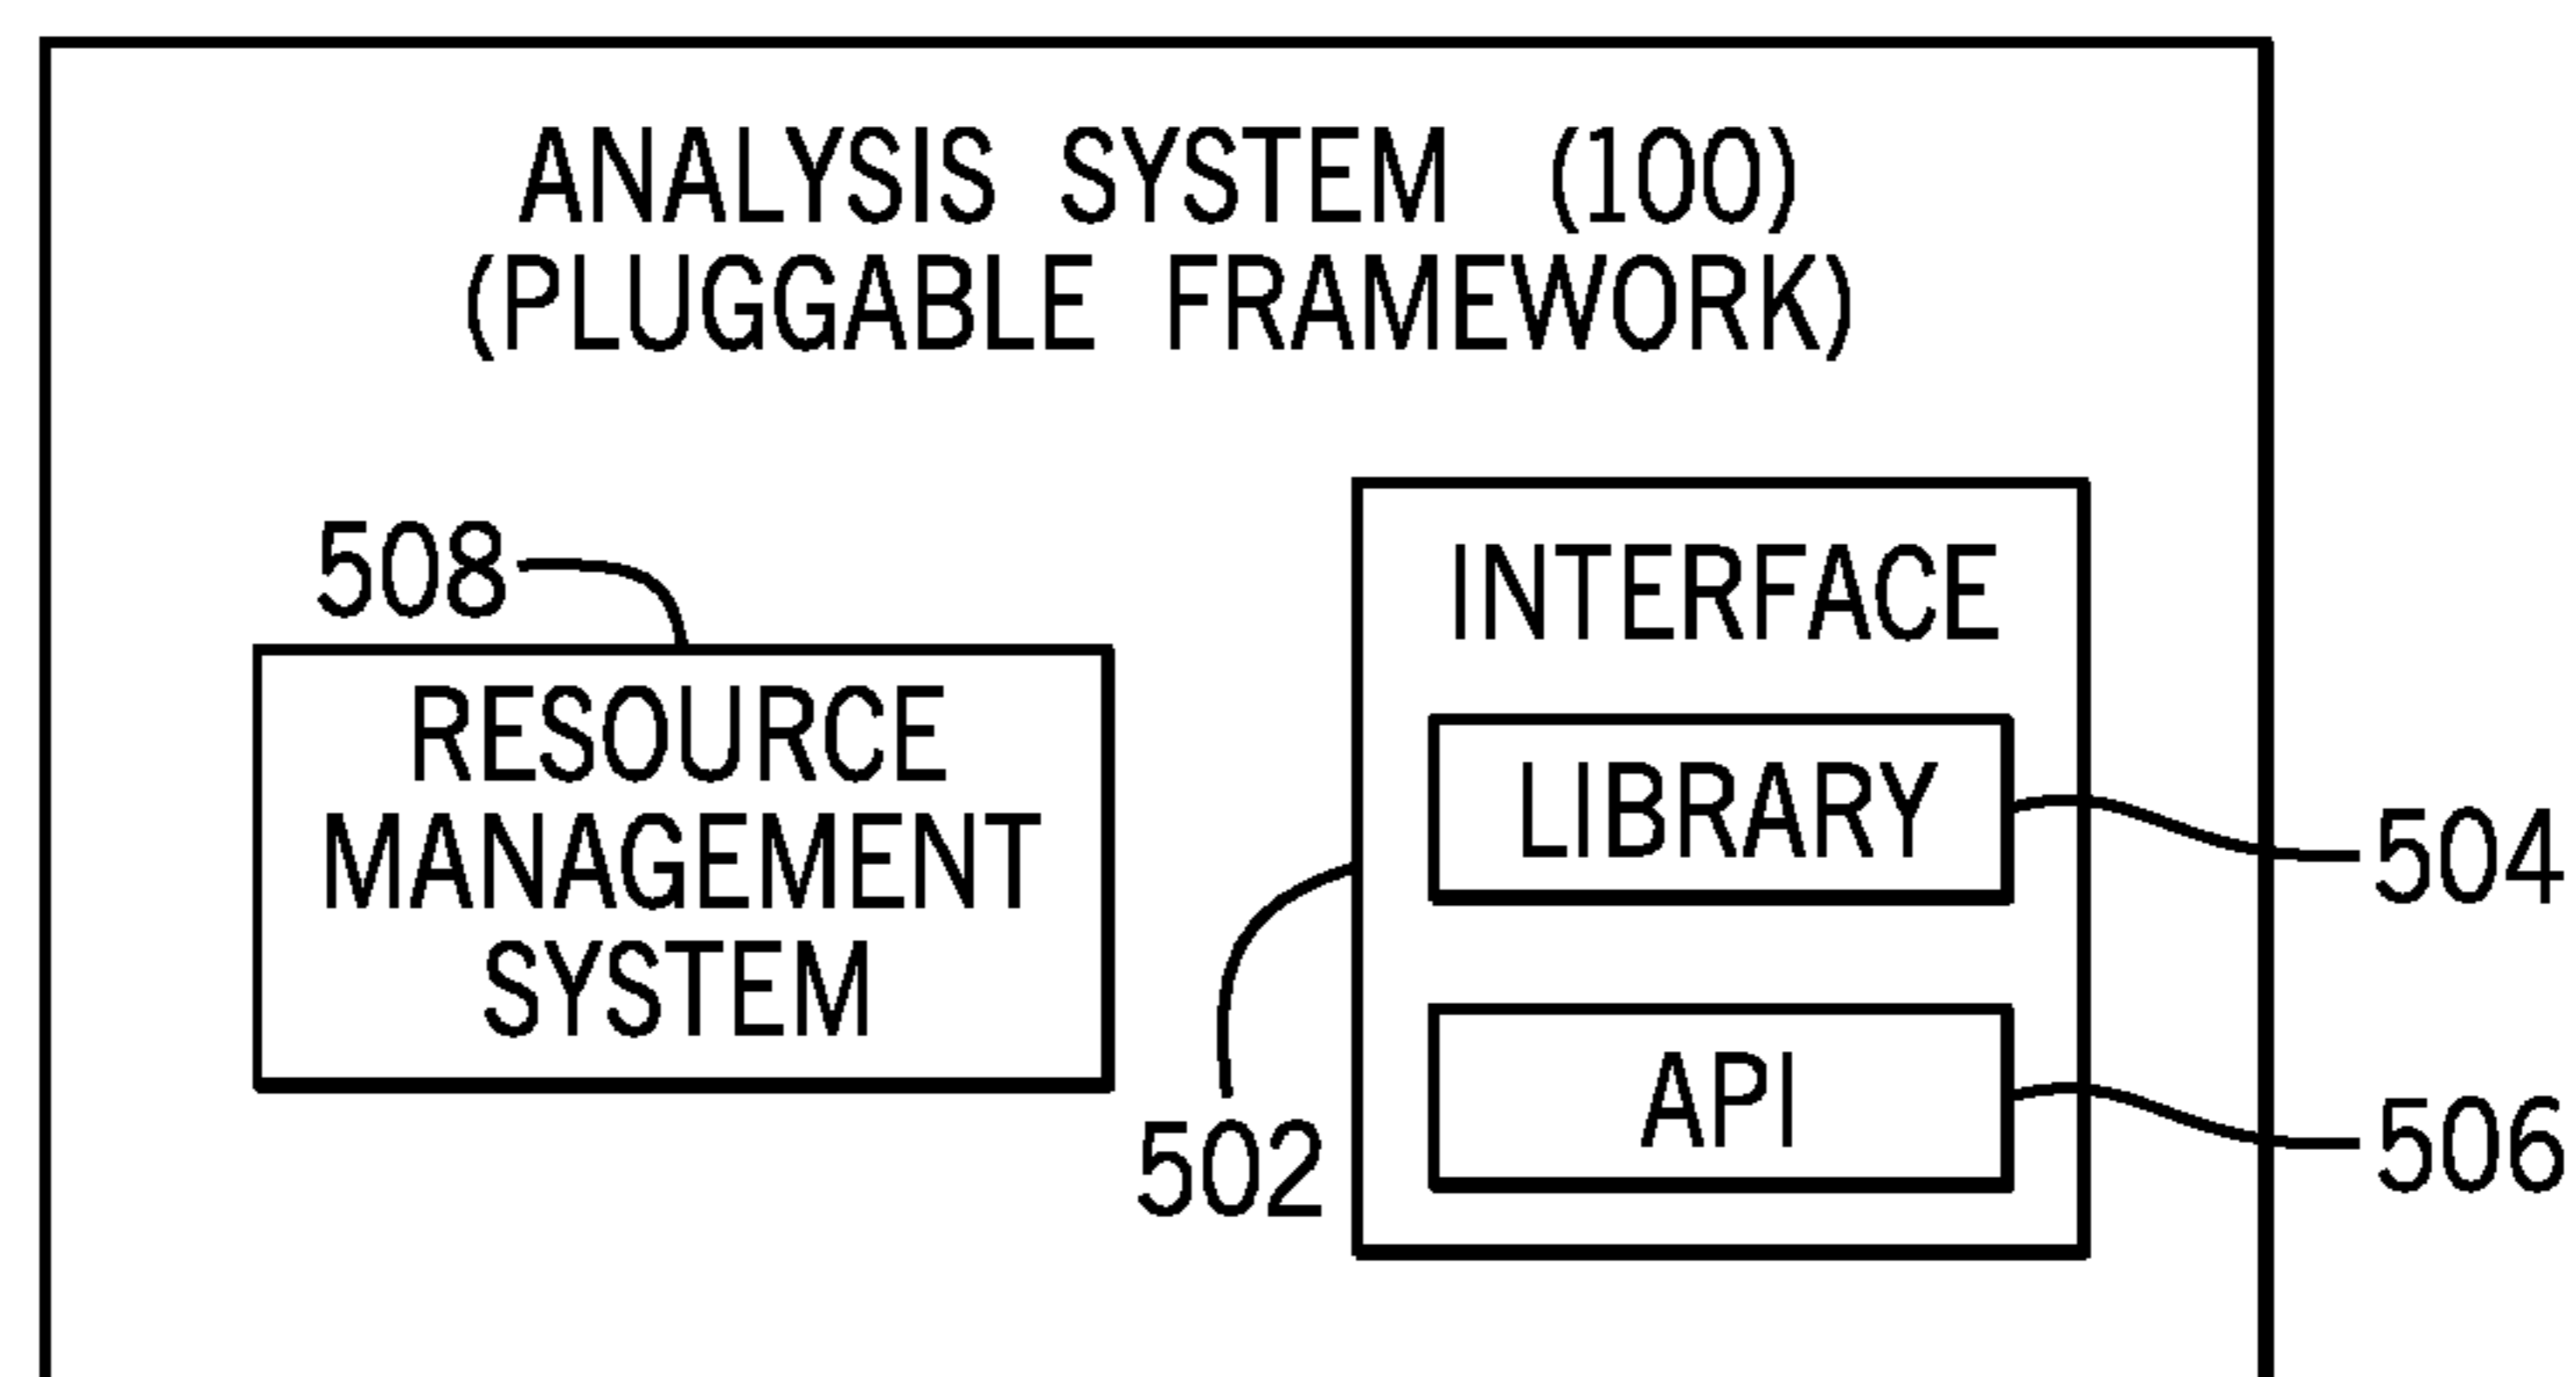 ANALYSIS SYSTEM (100)
(PLUGGABLE FRAMEWORK)
508
RESOURCE
MANAGEMENT
SYSTEM
INTERFACE
LIBRARY
504
API
506
502